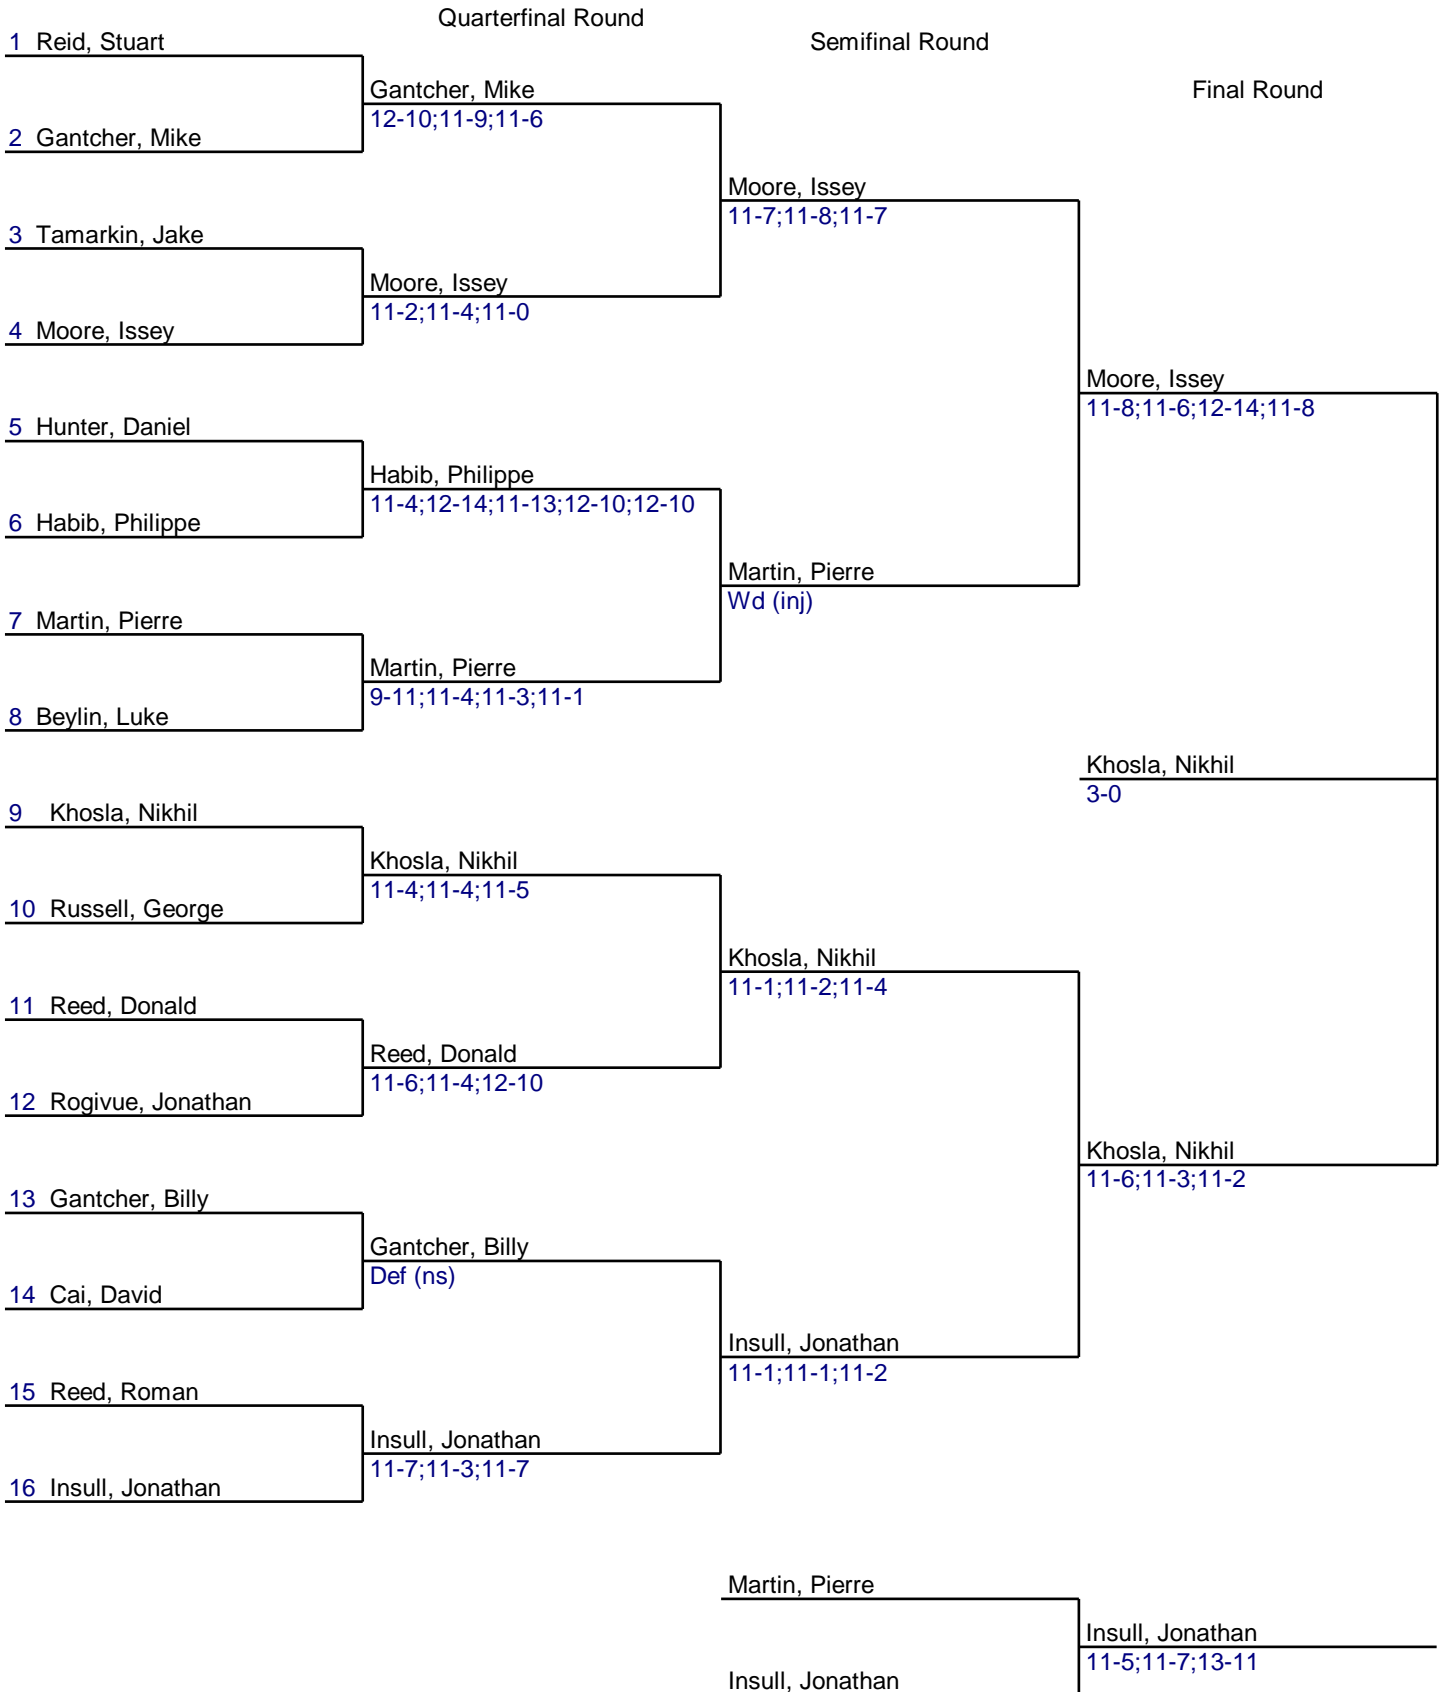 Quarterfinal Round
1 Reid, Stuart
Semifinal Round
Gantcher, Mike
Final Round
12-10;11-9;11-6
2 Gantcher, Mike
Moore, Issey
11-7;11-8;11-7
3 Tamarkin, Jake
Moore, Issey
11-2;11-4;11-0
4 Moore, Issey
Moore, Issey
11-8;11-6;12-14;11-8
5 Hunter, Daniel
Habib, Philippe
11-4;12-14;11-13;12-10;12-10
6 Habib, Philippe
Martin, Pierre
Wd (inj)
7 Martin, Pierre
Martin, Pierre
9-11;11-4;11-3;11-1
8 Beylin, Luke
Khosla, Nikhil
3-0
9 Khosla, Nikhil
Khosla, Nikhil
11-4;11-4;11-5
10 Russell, George
Khosla, Nikhil
11-1;11-2;11-4
11 Reed, Donald
Reed, Donald
11-6;11-4;12-10
12 Rogivue, Jonathan
Khosla, Nikhil
11-6;11-3;11-2
13 Gantcher, Billy
Gantcher, Billy
Def (ns)
14 Cai, David
Insull, Jonathan
11-1;11-1;11-2
15 Reed, Roman
Insull, Jonathan
11-7;11-3;11-7
16 Insull, Jonathan
Martin, Pierre
Insull, Jonathan
11-5;11-7;13-11
Insull, Jonathan